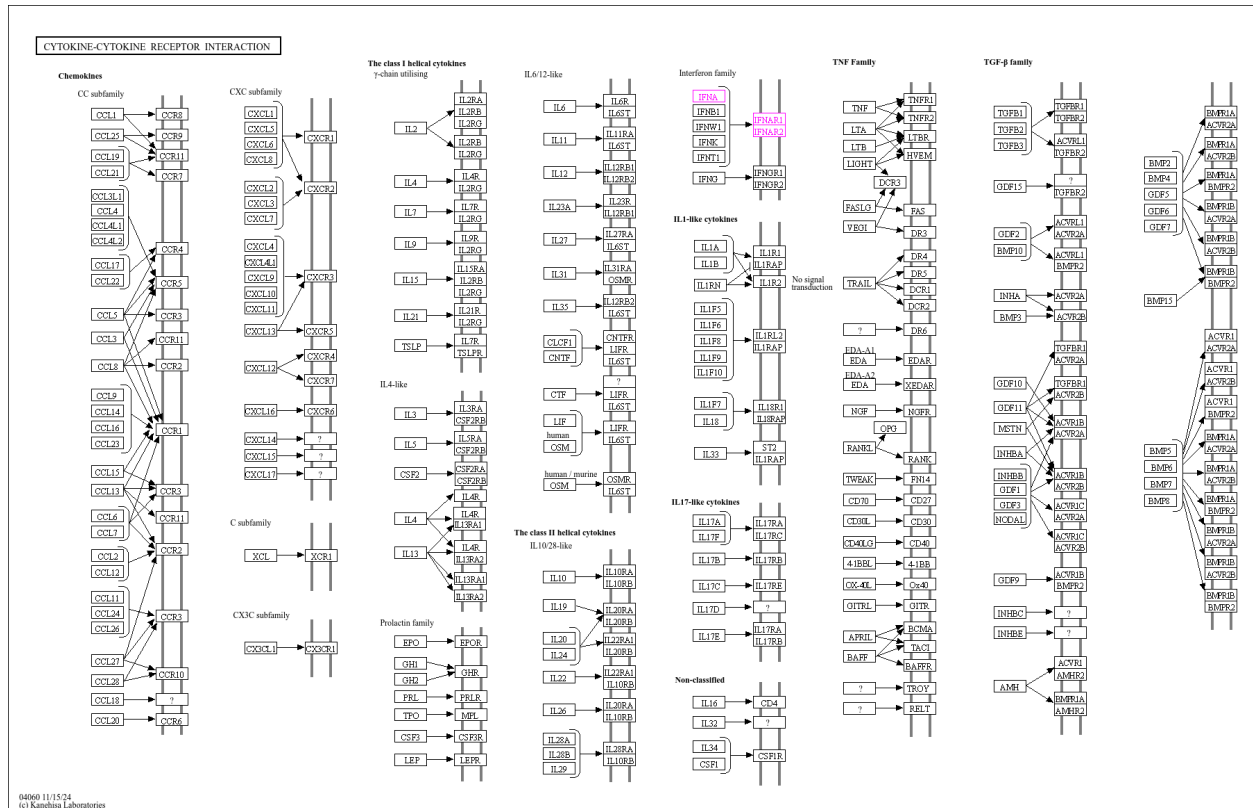 CYTOKINE-CYTOKINE RECEPTOR INTERACTION
Chemokines
CC subfamily
CCL1
CCL25
CCL19
CCL21
CCL3L1
CCL4
CCL4L1
CCL4L2
CCL17
CCL22
CCL5
CCL3
CCL8
CCL9
CCL14
CCL16
CCL23
CCL15
CCL13
CCL6
CCL7
CCL2
CCL12
CCL11
CCL24
CCL26
CCL27
CCL28
CCL18
CCL20
CCR8
CCR9
CCR11
CCR7
CCR4
CCR5
CCR3
CCR11
CCR2
CCR1
CCR3
CCR11
CCR2
CCR3
CCR10
?
CCR6
CXC subfamily
CXCL1
CXCL5
CXCL6
CXCL8
CXCL2
CXCL3
CXCL7
CXCL4
CXCL4L1
CXCL9
CXCL10
CXCL11
CXCL13
CXCL12
CXCL16
CXCL14
CXCL15
CXCL17
CXCR1
CXCR2
CXCR3
CXCR5
CXCR4
CXCR7
CXCR6
?
?
?
C subfamily
XCL
XCR1
CX3C subfamily
CX3CL1
CX3CR1
The class I helical cytokines
γ-chain utilising
IL2
IL4
IL7
IL9
IL15
IL21
TSLP
IL2RA
IL2RB
IL2RG
IL2RB
IL2RG
IL4R
IL2RG
IL7R
IL2RG
IL9R
IL2RG
IL15RA
IL2RB
IL2RG
IL21R
IL2RG
IL7R
TSLPR
IL4-like
IL3
IL5
CSF2
IL4
IL13
IL3RA
CSF2RB
IL5RA
CSF2RB
CSF2RA
CSF2RB
IL4R
IL4R
IL13RA1
IL4R
IL13RA2
IL13RA1
IL13RA2
Prolactin family
EPO
GH1
GH2
PRL
TPO
CSF3
LEP
EPOR
GHR
PRLR
MPL
CSF3R
LEPR
IL6/12-like
IL6
IL11
IL12
IL23A
IL27
IL31
IL35
CLCF1
CNTF
CTF
LIF
human
OSM
human / murine
OSM
IL6R
IL6ST
IL11RA
IL6ST
IL12RB1
IL12RB2
IL23R
IL12RB1
IL27RA
IL6ST
IL31RA
OSMR
IL12RB2
IL6ST
CNTFR
LIFR
IL6ST
?
LIFR
IL6ST
LIFR
IL6ST
OSMR
IL6ST
The class II helical cytokines
IL10/28-like
IL10
IL19
IL20
IL24
IL22
IL26
IL28A
IL28B
IL29
IL10RA
IL10RB
IL20RA
IL20RB
IL22RA1
IL20RB
IL22RA1
IL10RB
IL20RA
IL10RB
IL28RA
IL10RB
Interferon family
IFNA
IFNB1
IFNW1
IFNK
IFNT1
IFNG
IFNAR1
IFNAR2
IFNGR1
IFNGR2
IL1-like cytokines
IL1A
IL1B
IL1RN
IL1F5
IL1F6
IL1F8
IL1F9
IL1F10
IL1F7
IL18
IL33
IL1R1
IL1RAP
IL1R2
No signal
transduction
IL1RL2
IL1RAP
IL18R1
IL18RAP
ST2
IL1RAP
IL17-like cytokines
IL17A
IL17F
IL17B
IL17C
IL17D
IL17E
IL17RA
IL17RC
IL17RB
IL17RE
?
IL17RA
IL17RB
Non-classified
IL16
IL32
IL34
CSF1
CD4
?
CSF1R
TNF Family
TNF
LTA
LTB
LIGHT
FASLG
VEGI
TRAIL
?
EDA-A1
EDA
EDA-A2
EDA
NGF
RANKL
TWEAK
CD70
CD30L
CD40LG
4-1BBL
OX-40L
GITRL
APRIL
BAFF
?
?
TNFR1
TNFR2
LTBR
HVEM
DCR3
FAS
DR3
DR4
DR5
DCR1
DCR2
DR6
EDAR
XEDAR
NGFR
OPG
RANK
FN14
CD27
CD30
CD40
4-1BB
Ox40
GITR
BCMA
TACI
BAFFR
TROY
RELT
TGF-β family
TGFB1
TGFB2
TGFB3
GDF15
GDF2
BMP10
INHA
BMP3
GDF10
GDF11
MSTN
INHBA
INHBB
GDF1
GDF3
NODAL
GDF9
INHBC
INHBE
AMH
TGFBR1
TGFBR2
ACVRL1
TGFBR2
?
TGFBR2
ACVRL1
ACVR2A
ACVRL1
BMPR2
ACVR2A
ACVR2B
TGFBR1
ACVR2A
TGFBR1
ACVR2B
ACVR1B
ACVR2A
ACVR1B
ACVR2B
ACVR1C
ACVR2A
ACVR1C
ACVR2B
ACVR1B
BMPR2
?
?
ACVR1
AMHR2
BMPR1A
AMHR2
BMP2
BMP4
GDF5
GDF6
GDF7
BMP15
BMP5
BMP6
BMP7
BMP8
BMPR1A
ACVR2A
BMPR1A
ACVR2B
BMPR1A
BMPR2
BMPR1B
ACVR2A
BMPR1B
ACVR2B
BMPR1B
BMPR2
ACVR1
ACVR2A
ACVR1
ACVR2B
ACVR1
BMPR2
BMPR1A
ACVR2A
BMPR1A
ACVR2B
BMPR1A
BMPR2
BMPR1B
ACVR2A
BMPR1B
ACVR2B
BMPR1B
BMPR2
04060 11/15/24
(c) Kanehisa Laboratories